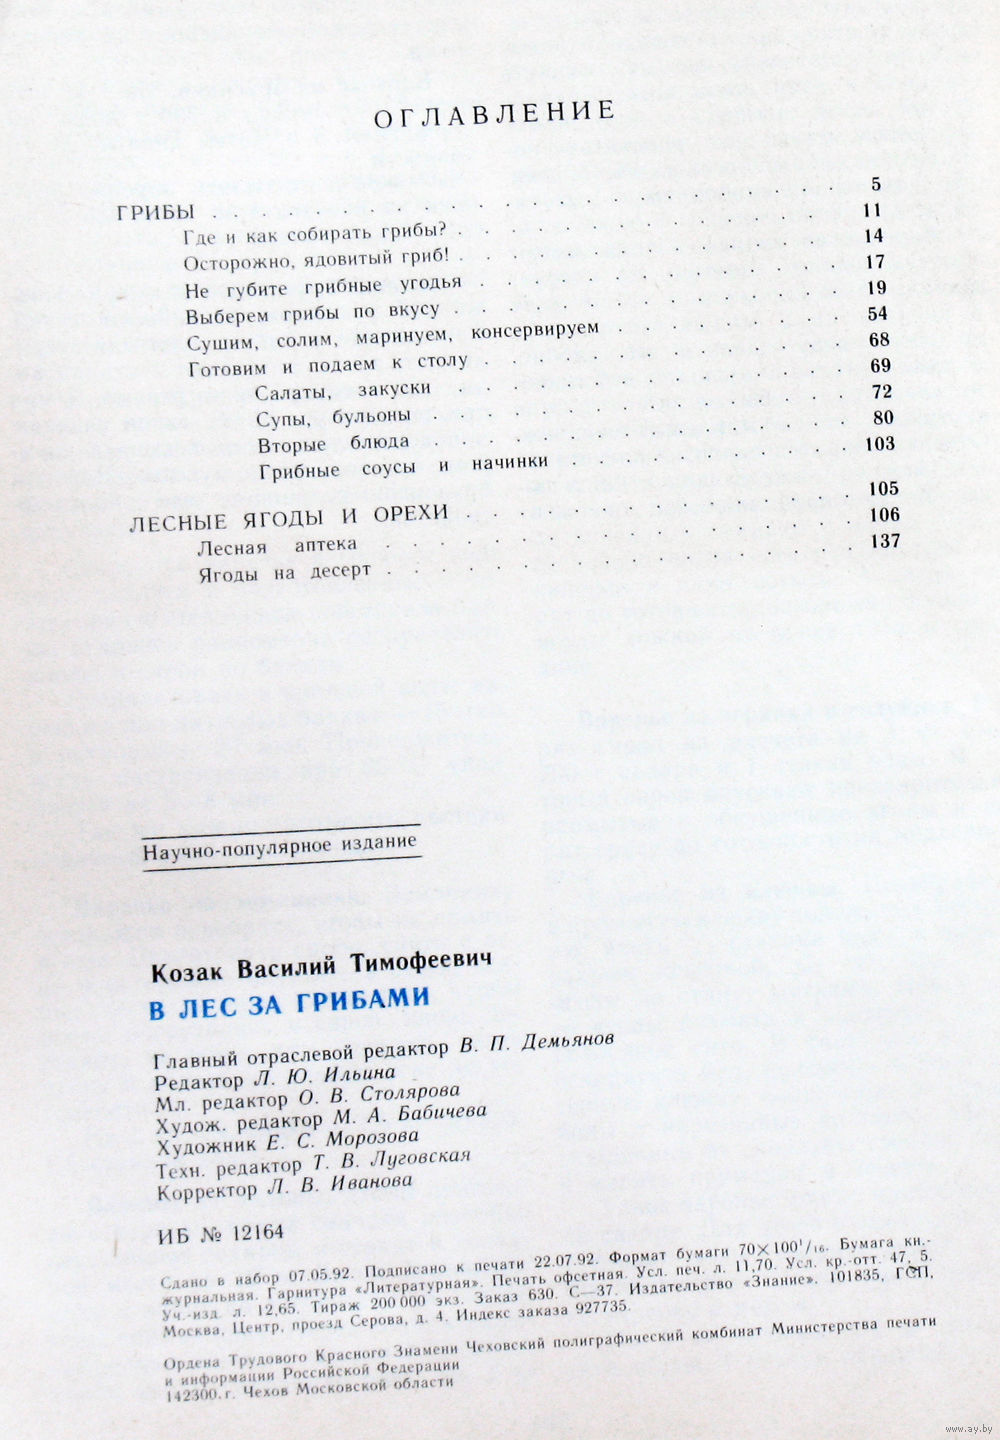 ОГЛАВЛЕНИЕ
ГРИБЫ . . . . . . . . . . . . . . . . . . . . . . . . 5
Где и как собирать грибы? . . . . . . . . . . . . . . 11
Осторожно, ядовитый гриб! . . . . . . . . . . . . . . 14
Не губите грибные угодья . . . . . . . . . . . . . . 17
Выберем грибы по вкусу . . . . . . . . . . . . . . . 19
Сушим, солим, маринуем, консервируем . . . . . . . . . 54
Готовим и подаем к столу . . . . . . . . . . . . . . 68
Салаты, закуски . . . . . . . . . . . . . . . 69
Супы, бульоны . . . . . . . . . . . . . . . . 72
Вторые блюда . . . . . . . . . . . . . . . . 80
Грибные соусы и начинки . . . . . . . . . . . 103
ЛЕСНЫЕ ЯГОДЫ И ОРЕХИ . . . . . . . . . . . . . . . 105
Лесная аптека . . . . . . . . . . . . . . . . . . 106
Ягоды на десерт . . . . . . . . . . . . . . . . . . 137
Научно-популярное издание
Козак Василий Тимофеевич
В ЛЕС ЗА ГРИБАМИ
Главный отраслевой редактор В. П. Демьянов
Редактор Л. Ю. Ильина
Мл. редактор О. В. Столярова
Худож. редактор М. А. Бабичева
Художник Е. С. Морозова
Техн. редактор Т. В. Луговская
Корректор Л. В. Иванова
ИБ № 12164
Сдано в набор 07.05.92. Подписано к печати 22.07.92. Формат бумаги 70×100¹/₁₆. Бумага кн.-
журнальная. Гарнитура «Литературная». Печать офсетная. Усл. печ. л. 11,70. Усл. кр.-отт. 47,5.
Уч.-изд. л. 12,65. Тираж 200 000 экз. Заказ 630. С—37. Издательство «Знание». 101835, ГСП,
Москва, Центр, проезд Серова, д. 4. Индекс заказа 927735.
Ордена Трудового Красного Знамени Чеховский полиграфический комбинат Министерства печати
и информации Российской Федерации
142300. г. Чехов Московской области
www.ay.by